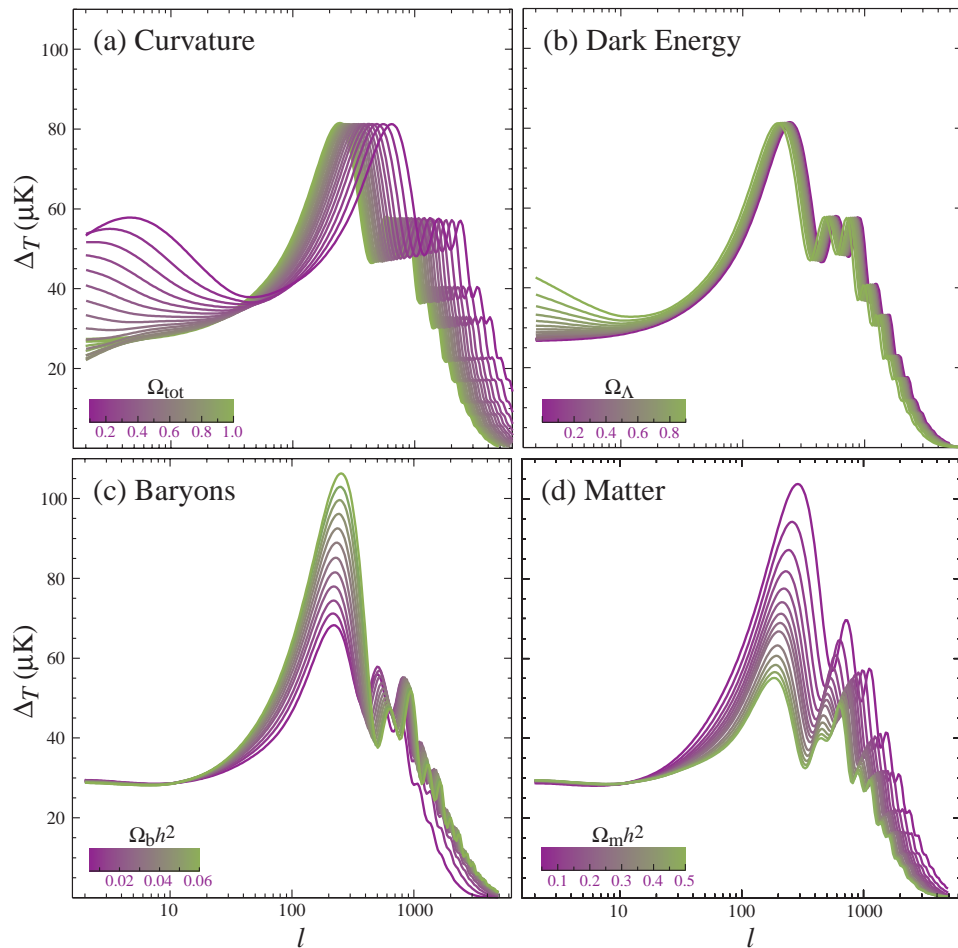 (a) Curvature
(b) Dark Energy
100
80
60
40
20
Δ_T (μK)
Ω_tot
0.2 0.4 0.6 0.8 1.0
Ω_Λ
0.2 0.4 0.6 0.8
(c) Baryons
(d) Matter
100
80
60
40
20
Δ_T (μK)
Ω_b h²
0.02 0.04 0.06
Ω_m h²
0.1 0.2 0.3 0.4 0.5
10 100 1000
10 100 1000
l
l